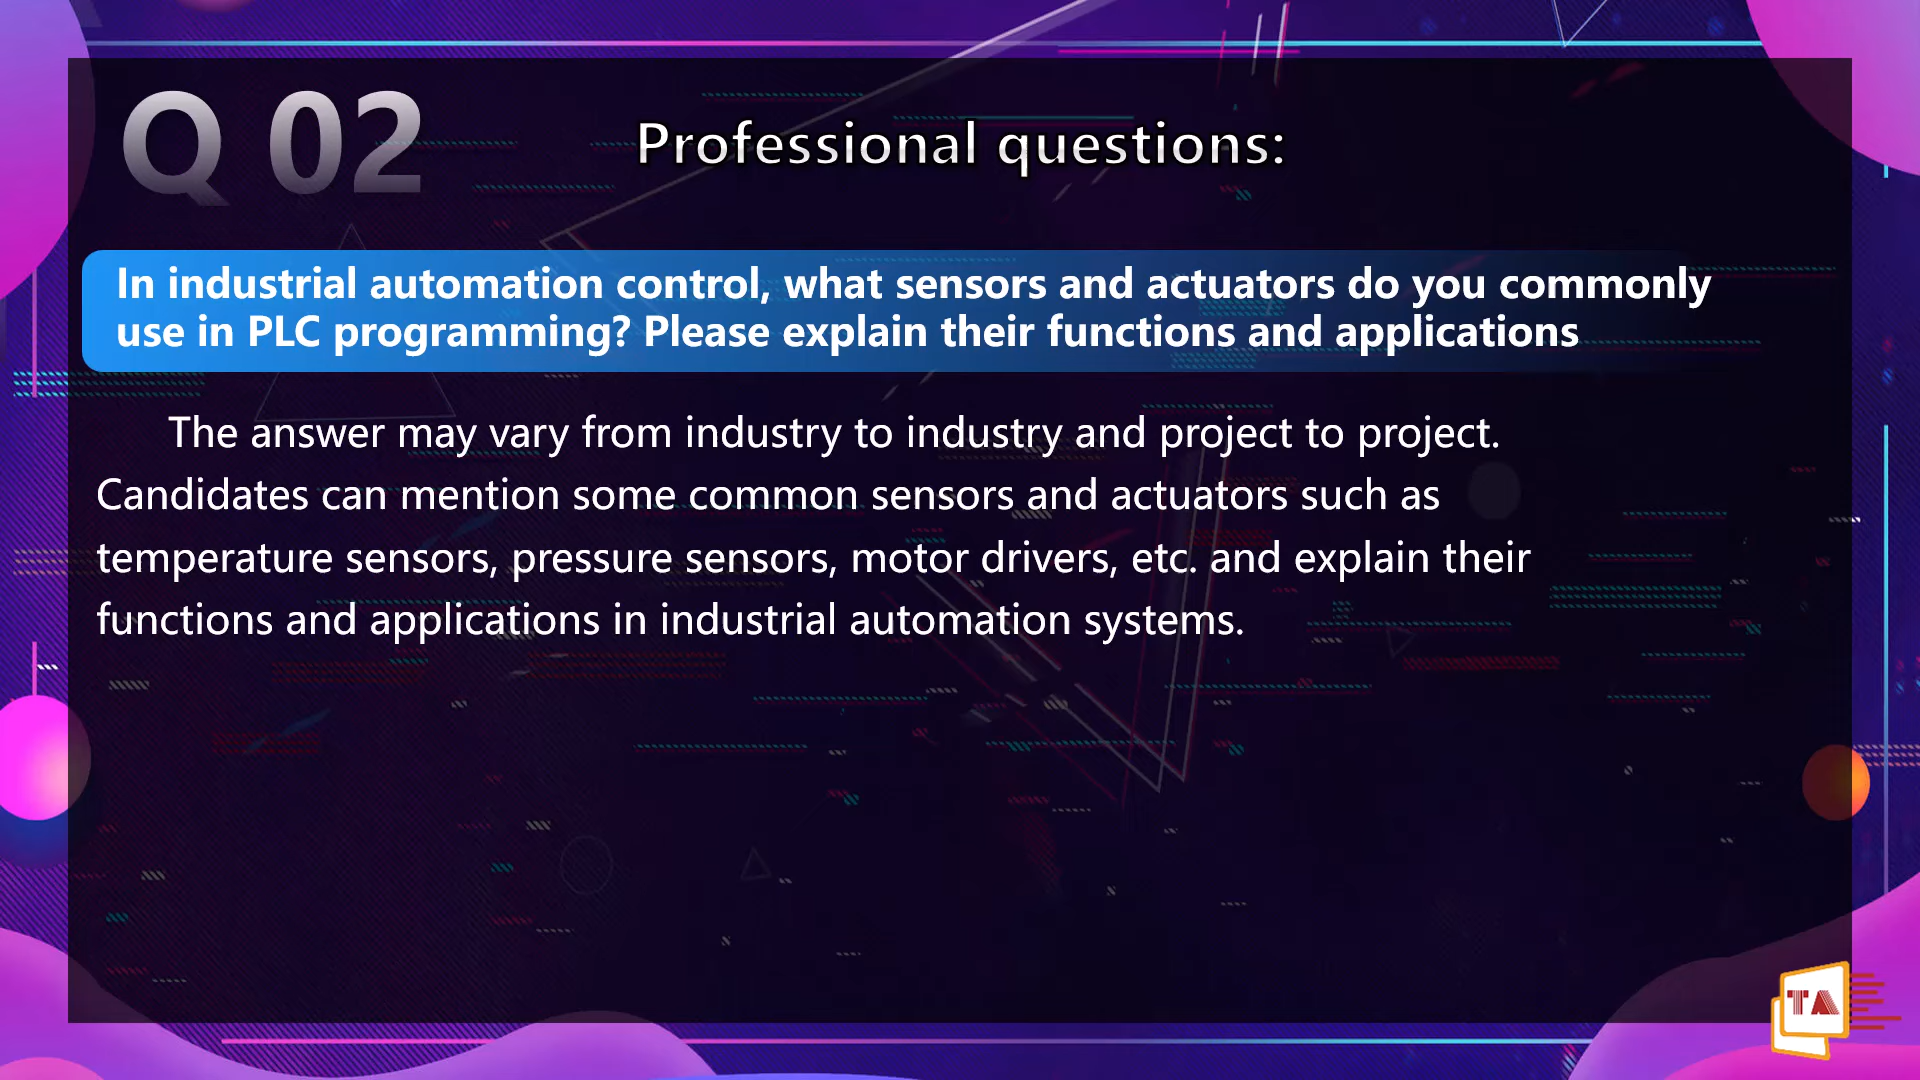 Q 02
Professional questions:
In industrial automation control, what sensors and actuators do you commonly
use in PLC programming? Please explain their functions and applications
The answer may vary from industry to industry and project to project.
Candidates can mention some common sensors and actuators such as
temperature sensors, pressure sensors, motor drivers, etc. and explain their
functions and applications in industrial automation systems.
TA